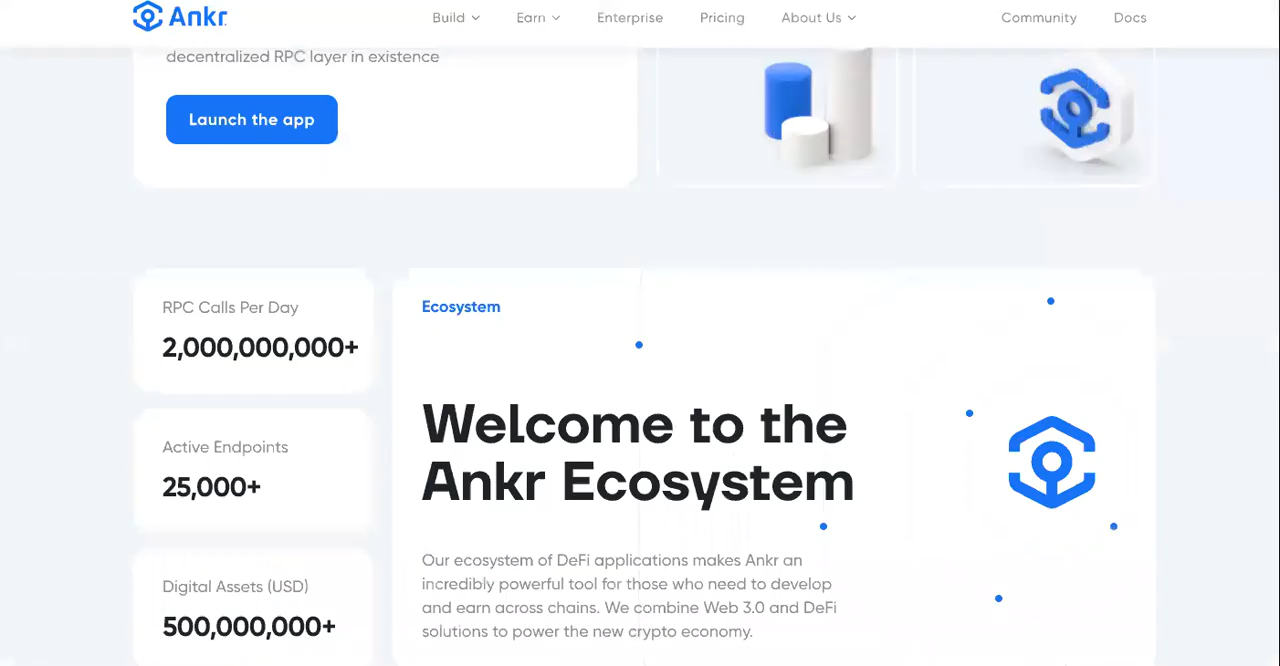 Ankr
Build
Earn
Enterprise
Pricing
About Us
Community
Docs
decentralized RPC layer in existence
Launch the app
RPC Calls Per Day
2,000,000,000+
Active Endpoints
25,000+
Digital Assets (USD)
500,000,000+
Ecosystem
Welcome to the
Ankr Ecosystem
Our ecosystem of DeFi applications makes Ankr an
incredibly powerful tool for those who need to develop
and earn across chains. We combine Web 3.0 and DeFi
solutions to power the new crypto economy.